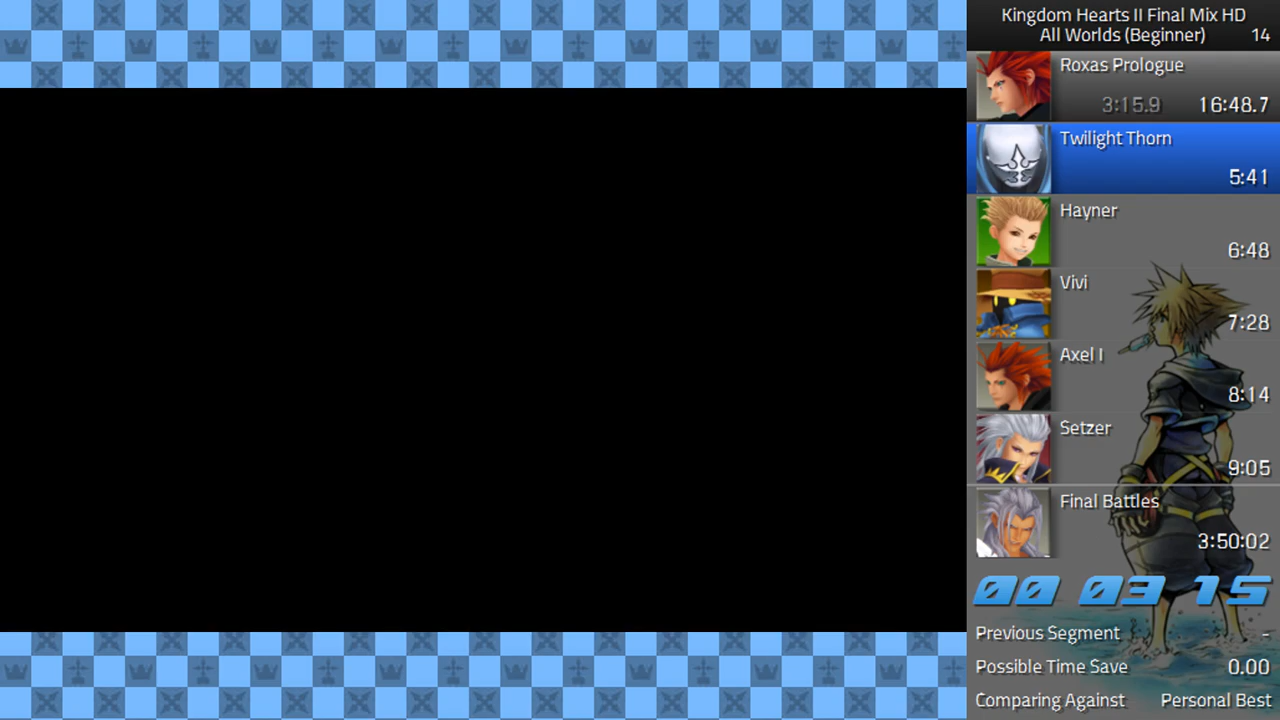 Kingdom Hearts II Final Mix HD
All Worlds (Beginner) 14
Roxas Prologue
3:15.9 16:48.7
Twilight Thorn
5:41
Hayner
6:48
Vivi
7:28
Axel I
8:14
Setzer
9:05
Final Battles
3:50:02
00 03 15
Previous Segment -
Possible Time Save 0.00
Comparing Against Personal Best